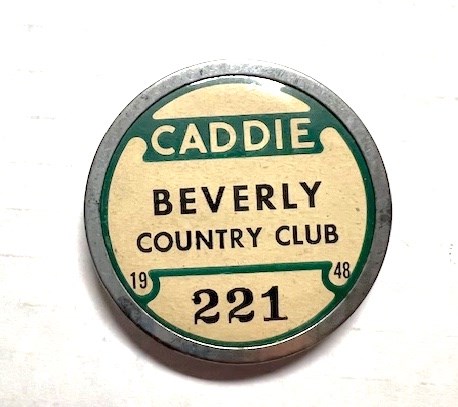 CADDIE
BEVERLY
COUNTRY CLUB
19 48
221